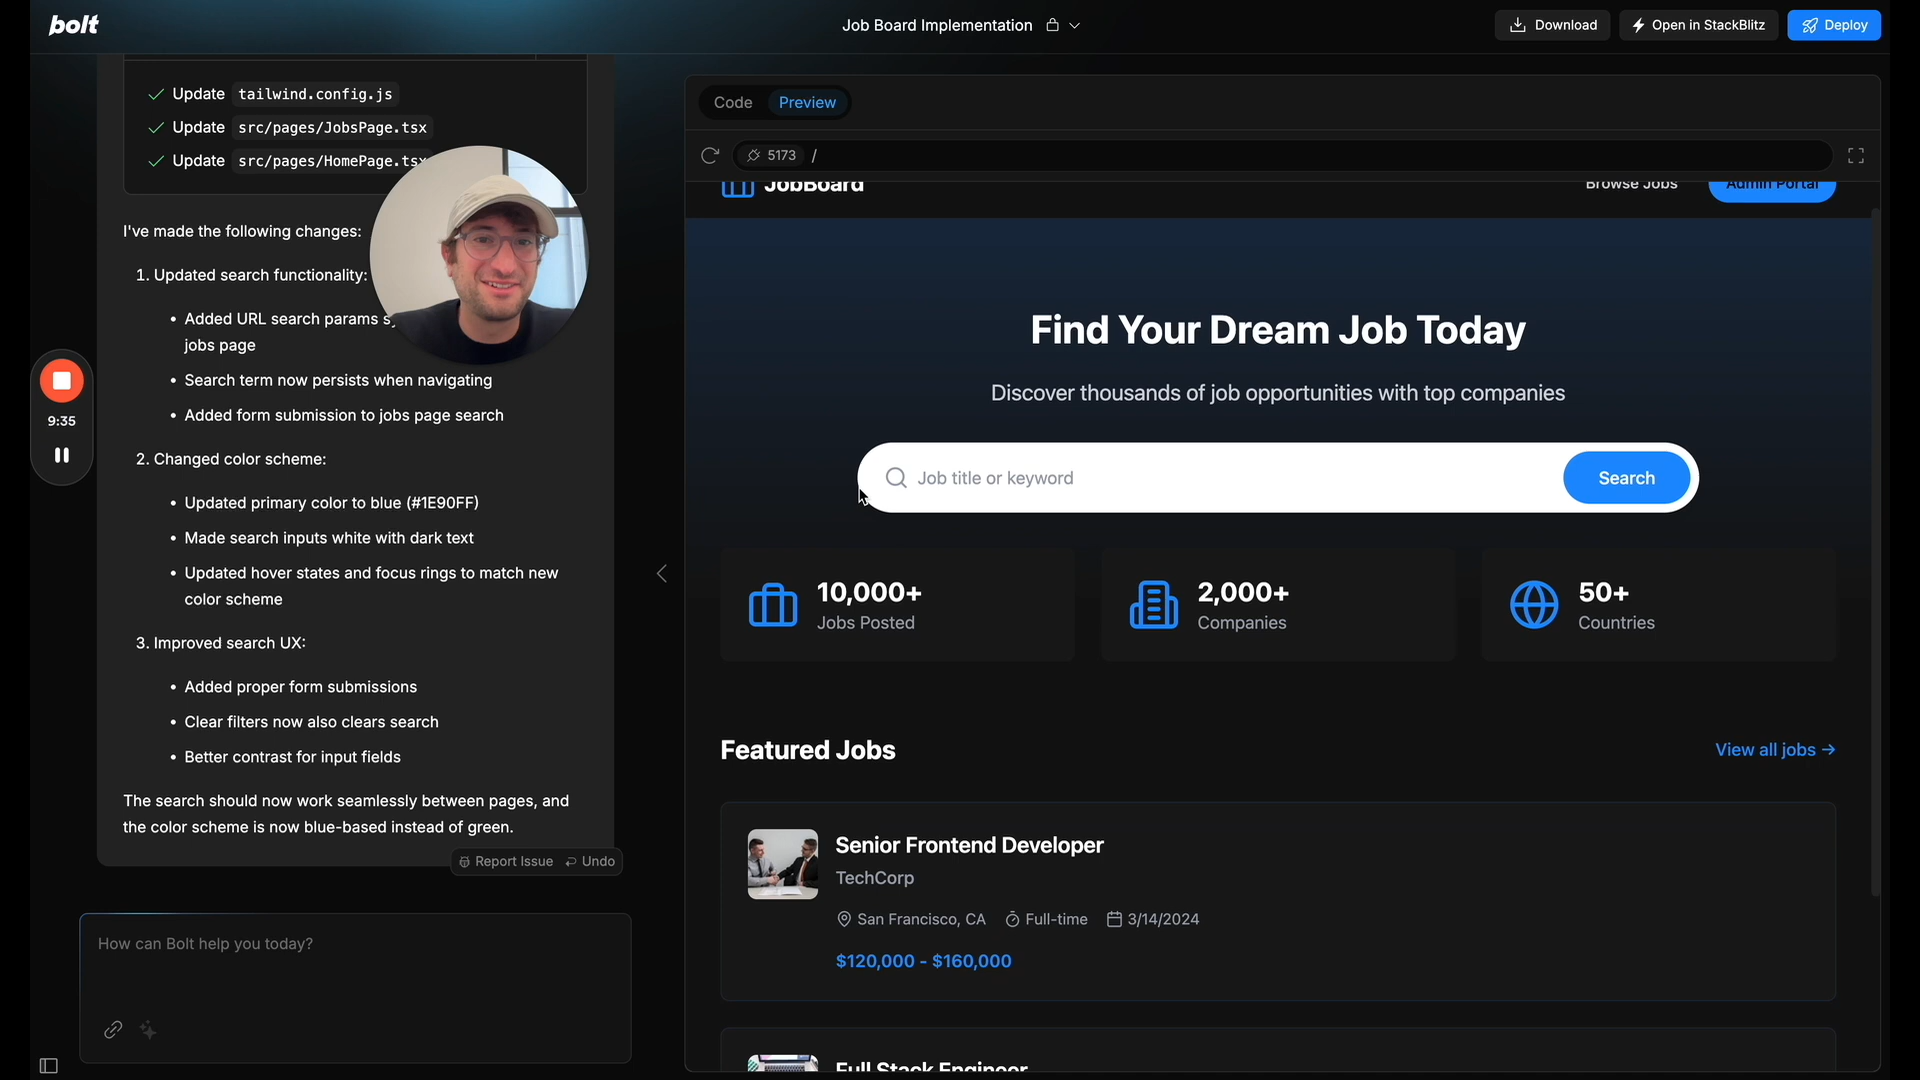 bolt
Job Board Implementation
Download
Open in StackBlitz
Deploy
Update tailwind.config.js
Update src/pages/JobsPage.tsx
Update src/pages/HomePage.tsx
I've made the following changes:
1. Updated search functionality:
• Added URL search params
jobs page
• Search term now persists when navigating
• Added form submission to jobs page search
2. Changed color scheme:
• Updated primary color to blue (#1E90FF)
• Made search inputs white with dark text
• Updated hover states and focus rings to match new
color scheme
3. Improved search UX:
• Added proper form submissions
• Clear filters now also clears search
• Better contrast for input fields
The search should now work seamlessly between pages, and
the color scheme is now blue-based instead of green.
Report Issue
Undo
How can Bolt help you today?
9:35
Code
Preview
5173 /
JobBoard
Browse Jobs
Admin Portal
Find Your Dream Job Today
Discover thousands of job opportunities with top companies
Job title or keyword
Search
10,000+
Jobs Posted
2,000+
Companies
50+
Countries
Featured Jobs
View all jobs →
Senior Frontend Developer
TechCorp
San Francisco, CA
Full-time
3/14/2024
$120,000 - $160,000
Full Stack Engineer